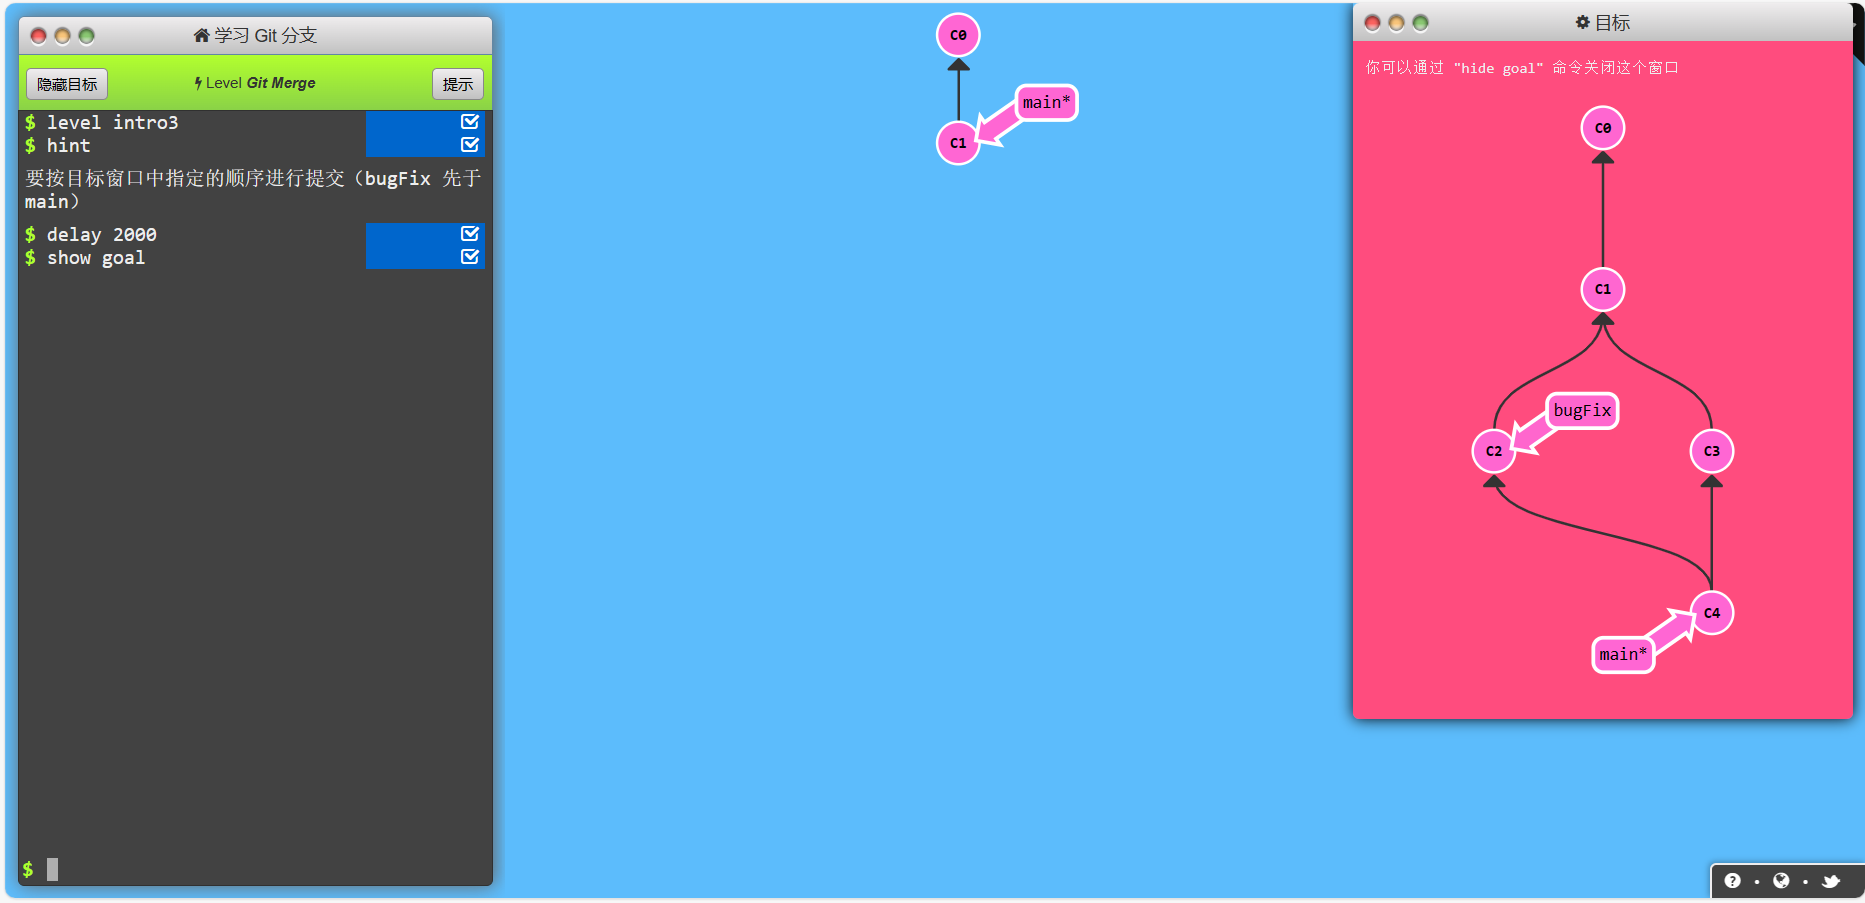 学习 Git 分支
隐藏目标
Level Git Merge
提示
$ level intro3
$ hint
要按目标窗口中指定的顺序进行提交（bugFix 先于
main）
$ delay 2000
$ show goal
$
C0
main*
C1
目标
你可以通过 "hide goal" 命令关闭这个窗口
C0
C1
bugFix
C2
C3
C4
main*